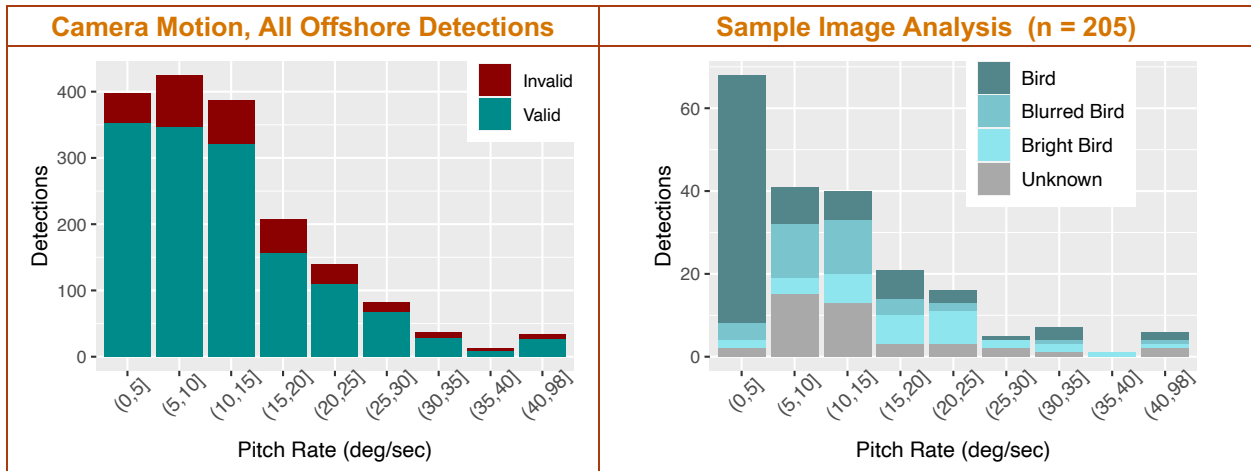 Camera Motion, All Offshore Detections
Sample Image Analysis (n = 205)
Invalid
Valid
400
300
200
100
0
Detections
(0,5]
(5,10]
(10,15]
(15,20]
(20,25]
(25,30]
(30,35]
(35,40]
(40,98]
Pitch Rate (deg/sec)
Bird
Blurred Bird
Bright Bird
Unknown
60
40
20
0
Detections
(0,5]
(5,10]
(10,15]
(15,20]
(20,25]
(25,30]
(30,35]
(35,40]
(40,98]
Pitch Rate (deg/sec)